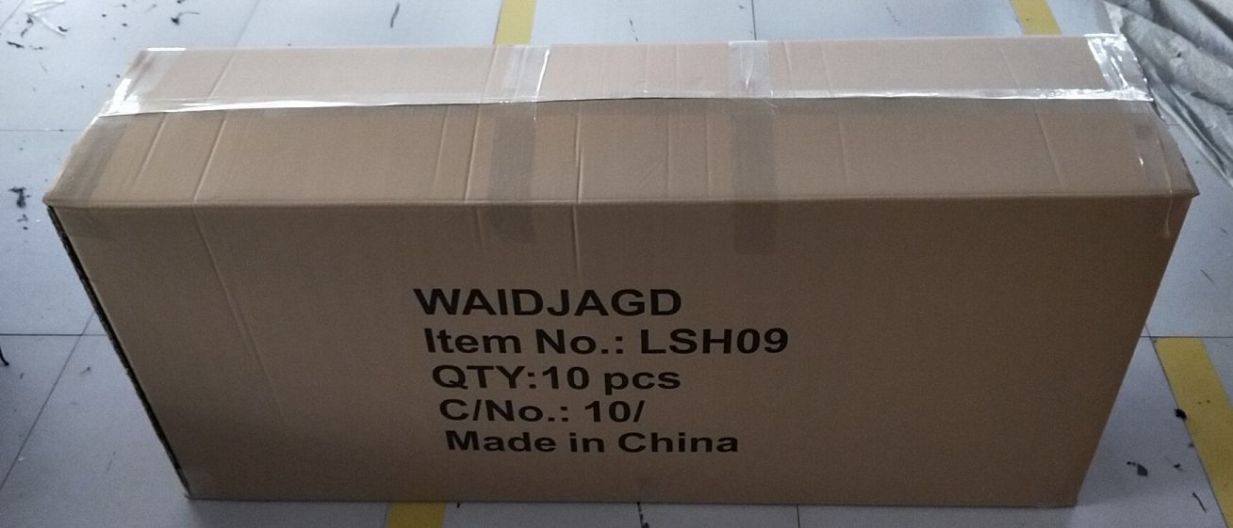 WAIDJAGD
Item No.: LSH09
QTY:10 pcs
C/No.: 10/
Made in China